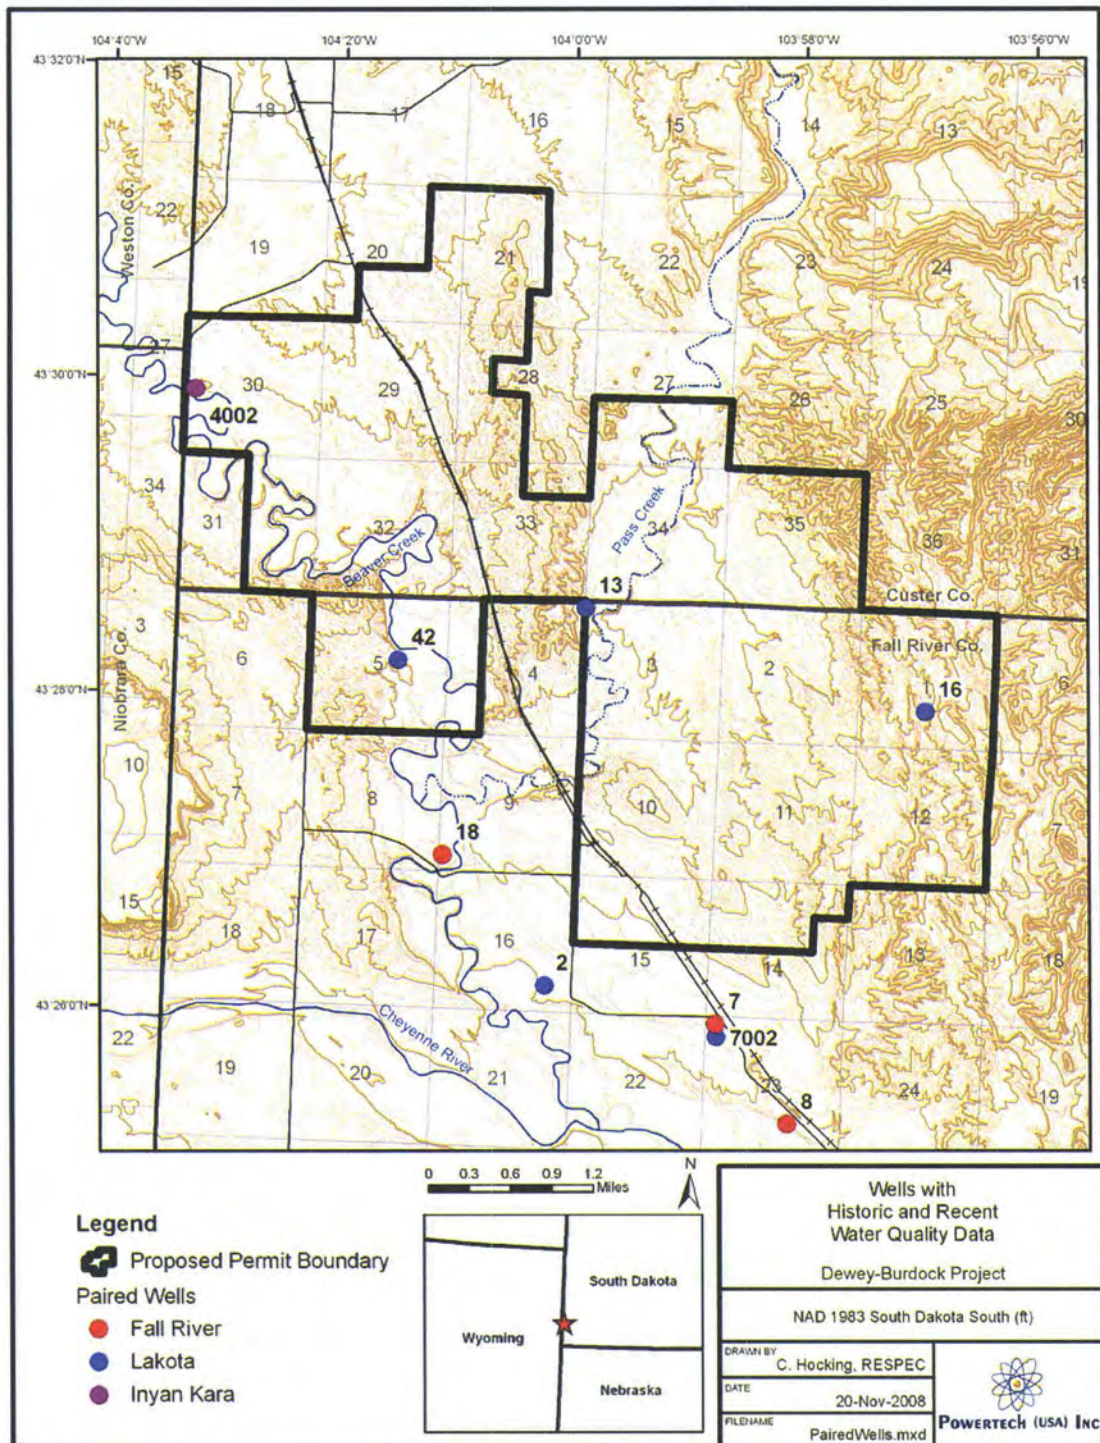 104°4'0"W 104°2'0"W 104°0'0"W 103°58'0"W 103°56'0"W
43°32'0"N
15 18 17 16 15 14 13
Weston Co.
22 19 20 21 22 23 24 19
27 43°30'0"N
30 29 28 27 26 25 30
4002
34 31 32 33 34 35 36 31
Beaver Creek
Pass Creek
13
Custer Co.
Niobrara Co.
3 6 5 42 4 3 2 Fall River Co.
1 16 6
43°28'0"N
10 7 8 9 10 11 12 7
18
15 18 17 16 2 15 14 13 18
43°26'0"N
7
7002
Cheyenne River
22 19 20 21 22 23 8 24 19
0 0.3 0.6 0.9 1.2
Miles
N
Legend
Proposed Permit Boundary
Paired Wells
Fall River
Lakota
Inyan Kara
South Dakota
Wyoming
Nebraska
Wells with
Historic and Recent
Water Quality Data
Dewey-Burdock Project
NAD 1983 South Dakota South (ft)
DRAWN BY
C. Hocking, RESPEC
DATE
20-Nov-2008
FILENAME
PairedWells.mxd
POWERTECH (USA) INC